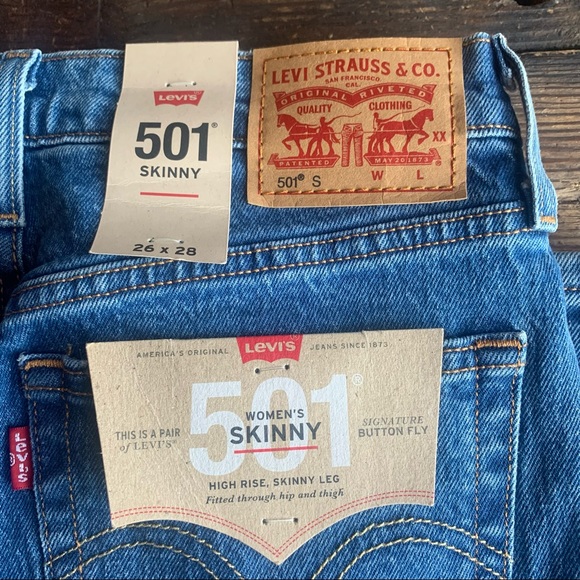 Levi's
501®
SKINNY
26 x 28
LEVI STRAUSS & CO.
SAN FRANCISCO
CAL.
ORIGINAL RIVETED
QUALITY CLOTHING
XX
PATENTED MAY 20 1873
501® S W L
AMERICA'S ORIGINAL Levi's JEANS SINCE 1873
501®
WOMEN'S
SKINNY
THIS IS A PAIR
of LEVI'S®
SIGNATURE
BUTTON FLY
HIGH RISE, SKINNY LEG
Fitted through hip and thigh
LEVI'S
®